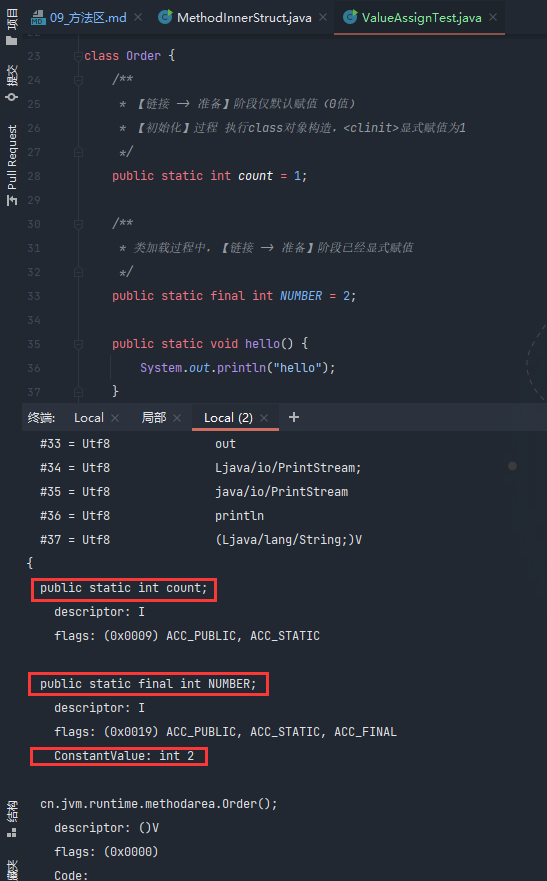 项目
提交
Pull Request
结构
09_方法区.md
MethodInnerStruct.java
ValueAssignTest.java
23 class Order {
24 /**
25 * 【链接 -> 准备】阶段仅默认赋值（0值）
26 * 【初始化】过程 执行class对象构造，<clinit>显式赋值为1
27 */
28 public static int count = 1;
29
30 /**
31 * 类加载过程中，【链接 -> 准备】阶段已经显式赋值
32 */
33 public static final int NUMBER = 2;
34
35 public static void hello() {
36 System.out.println("hello");
37 }
终端: Local 局部 Local (2) +
#33 = Utf8 out
#34 = Utf8 Ljava/io/PrintStream;
#35 = Utf8 java/io/PrintStream
#36 = Utf8 println
#37 = Utf8 (Ljava/lang/String;)V
{
public static int count;
descriptor: I
flags: (0x0009) ACC_PUBLIC, ACC_STATIC
public static final int NUMBER;
descriptor: I
flags: (0x0019) ACC_PUBLIC, ACC_STATIC, ACC_FINAL
ConstantValue: int 2
cn.jvm.runtime.methodarea.Order();
descriptor: ()V
flags: (0x0000)
Code: